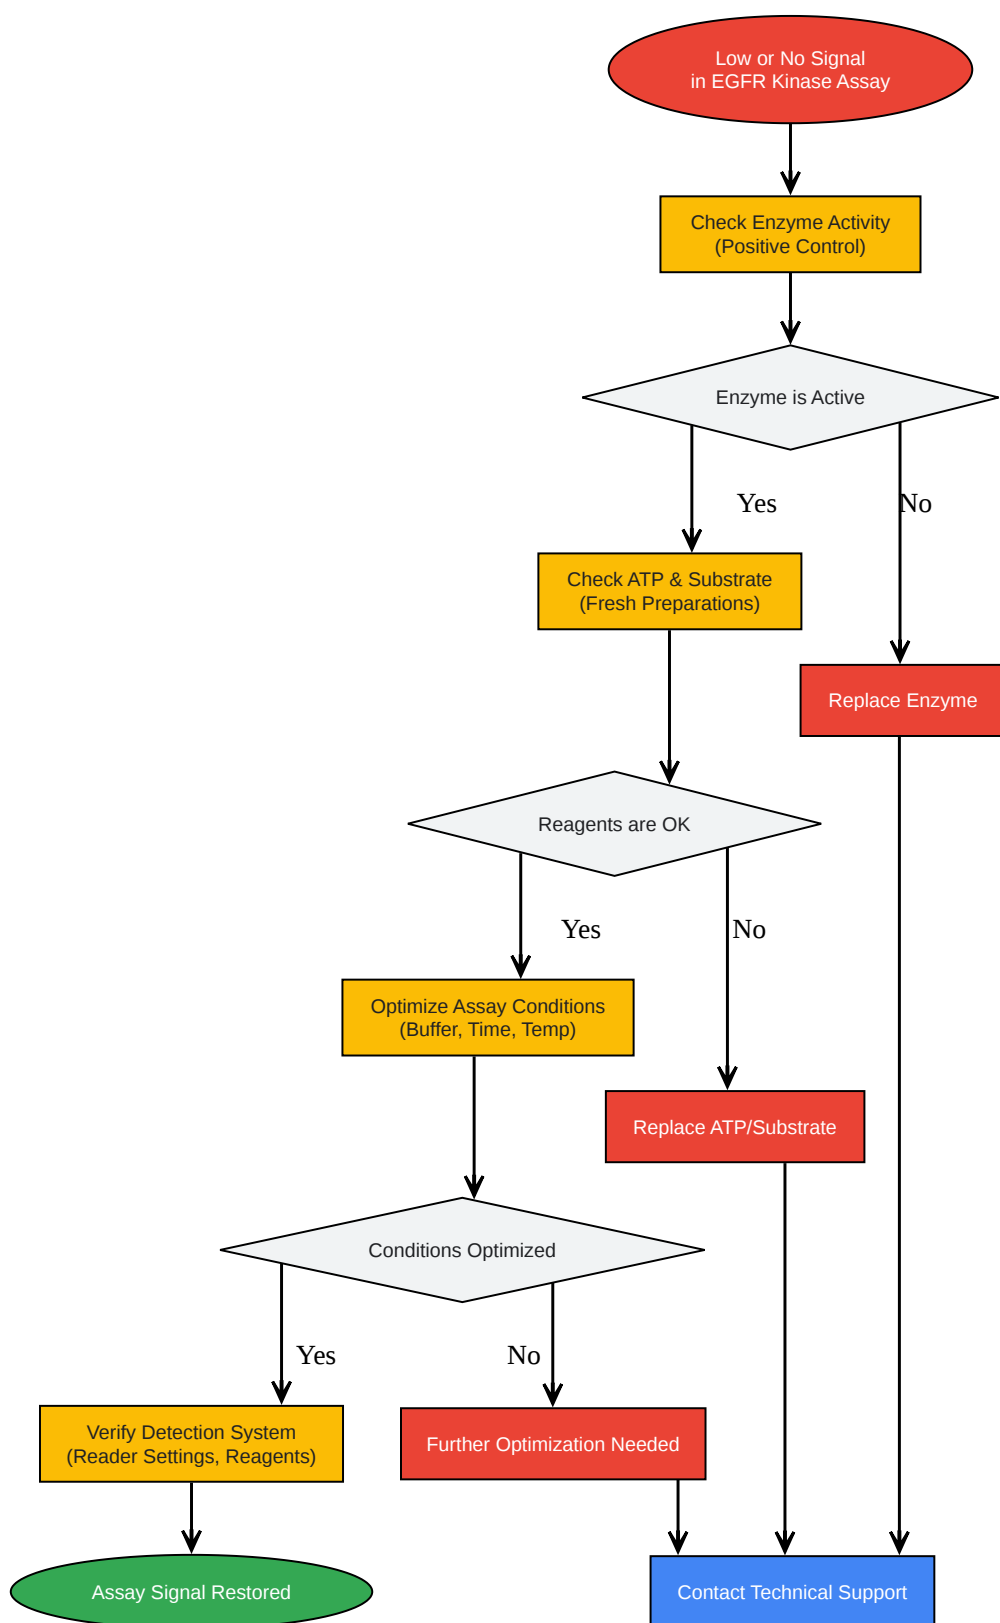 Low or No Signal
in EGFR Kinase Assay
Check Enzyme Activity
(Positive Control)
Enzyme is Active
Yes
No
Check ATP & Substrate
(Fresh Preparations)
Replace Enzyme
Reagents are OK
Yes
No
Optimize Assay Conditions
(Buffer, Time, Temp)
Replace ATP/Substrate
Conditions Optimized
Yes
No
Verify Detection System
(Reader Settings, Reagents)
Further Optimization Needed
Assay Signal Restored
Contact Technical Support